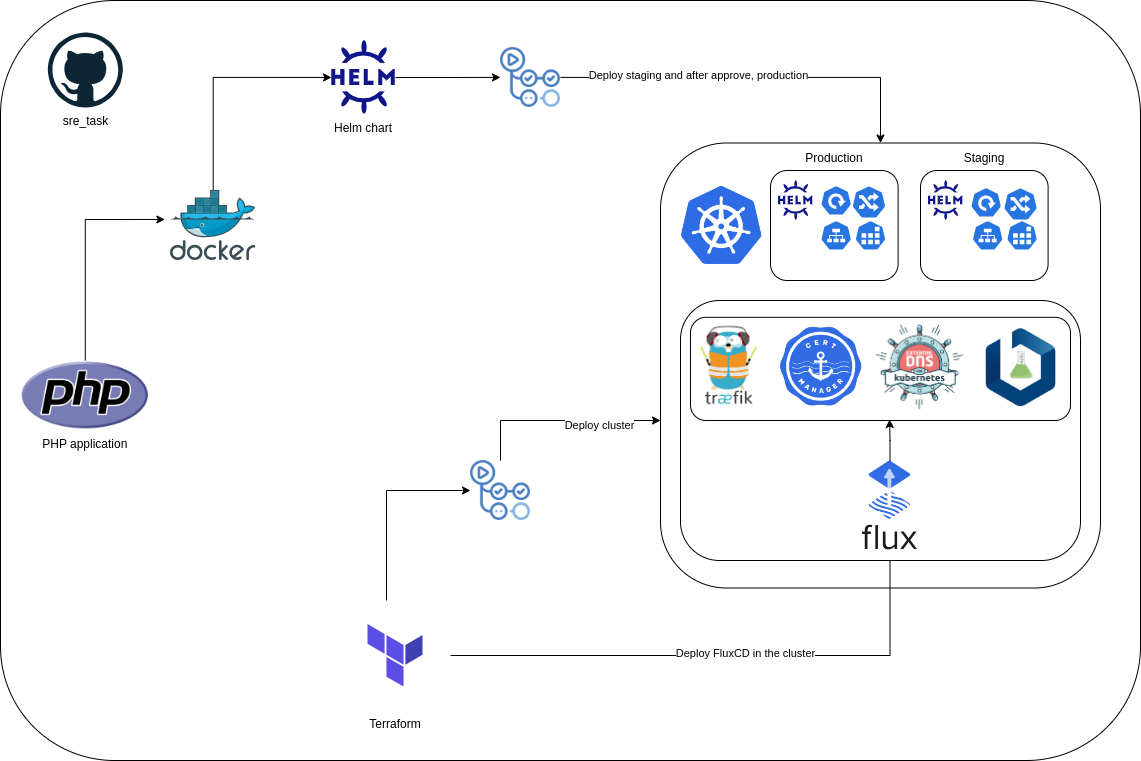 sre_task
HELM
Helm chart
Deploy staging and after approve, production
docker
php
PHP application
Production
Staging
HELM
HELM
træfik
CERT
MANAGER
EXTERNAL
DNS
kubernetes
Deploy cluster
flux
Deploy FluxCD in the cluster
Terraform